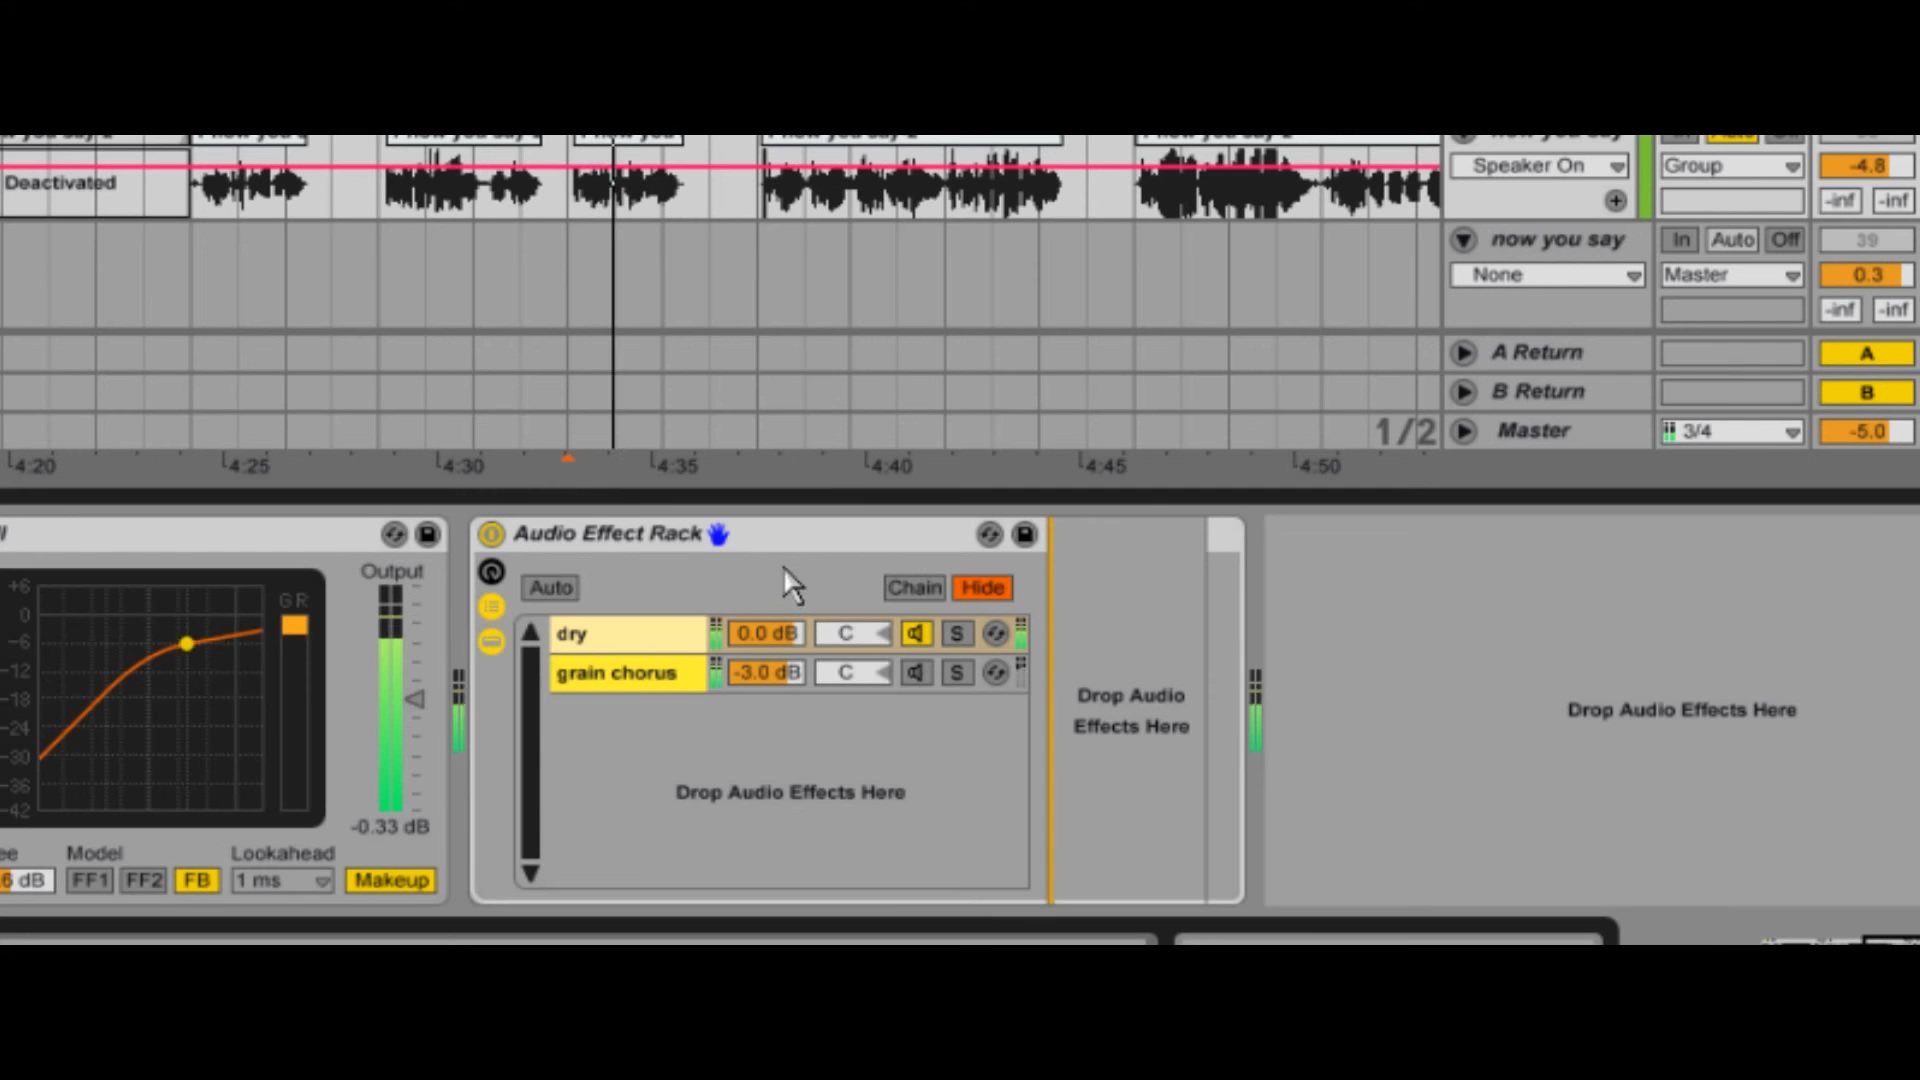 Deactivated
Speaker On
Group
-4.8
-inf -inf
now you say
In Auto Off
39
None
Master
0.3
-inf -inf
A Return
A
B Return
B
1/2
Master
3/4
-5.0
4:20 4:25 4:30 4:35 4:40 4:45 4:50
Audio Effect Rack
Output
Auto
Chain Hide
+6
0
-6
-12
-18
-24
-30
-36
-42
GR
dry
0.0 dB
C
S
grain chorus
-3.0 dB
C
S
Drop Audio
Effects Here
Drop Audio Effects Here
Drop Audio Effects Here
-0.33 dB
Model
Lookahead
FF1 FF2 FB
1 ms
Makeup